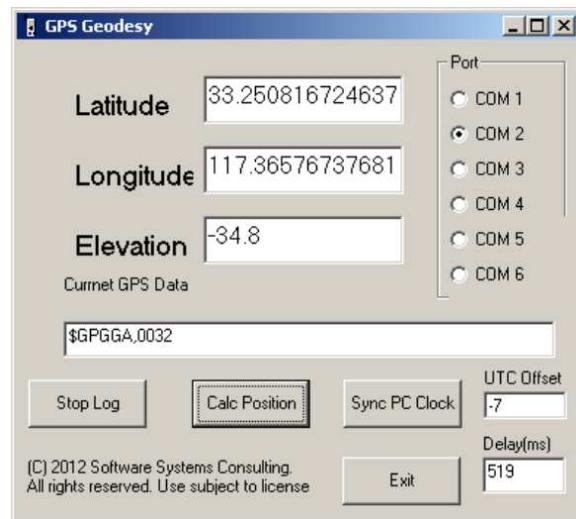 GPS Geodesy
Latitude 33.250816724637
Longitude 117.36576737681
Elevation -34.8
Port
COM 1
COM 2
COM 3
COM 4
COM 5
COM 6
Currnet GPS Data
$GPGGA,0032
Stop Log
Calc Position
Sync PC Clock
UTC Offset
-7
(C) 2012 Software Systems Consulting.
All rights reserved. Use subject to license
Exit
Delay(ms)
519